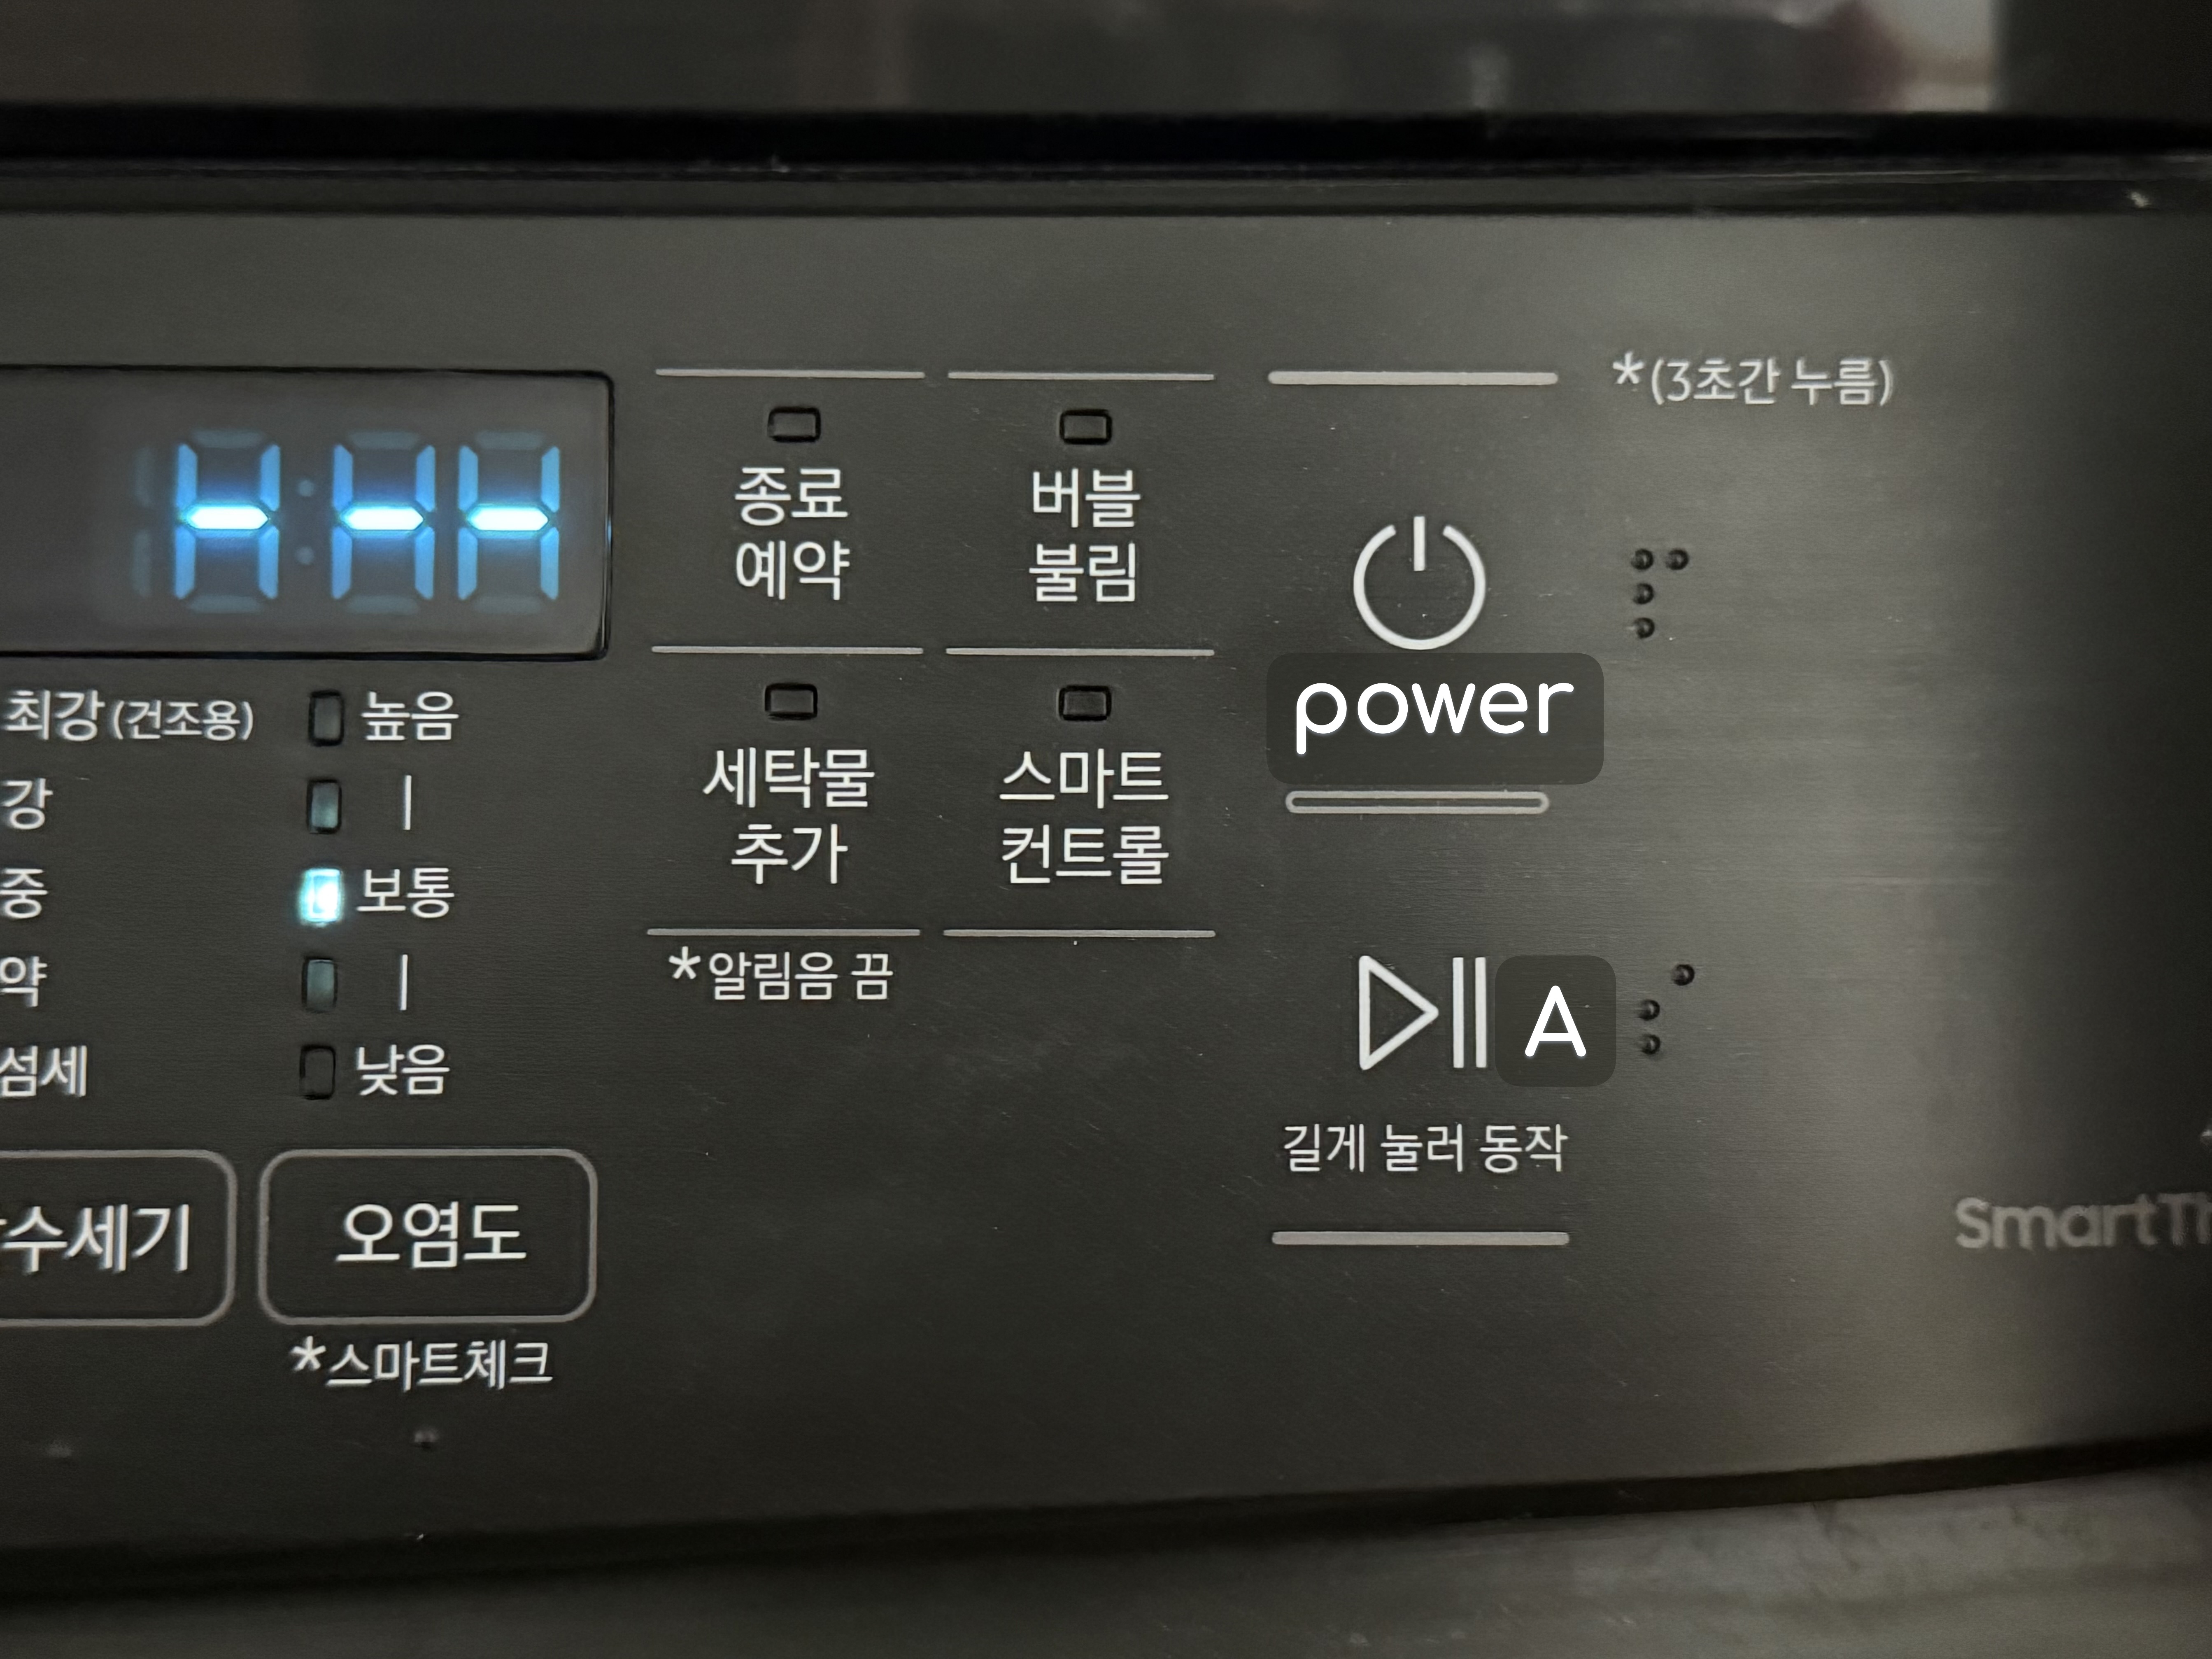 *(3초간 누름)
H:HH
종료
예약
버블
불림
power
최강(건조용)
높음
세탁물
추가
스마트
컨트롤
강
중
보통
*알림음 끔
약
A
섬세
낮음
길게 눌러 동작
수세기
오염도
*스마트체크